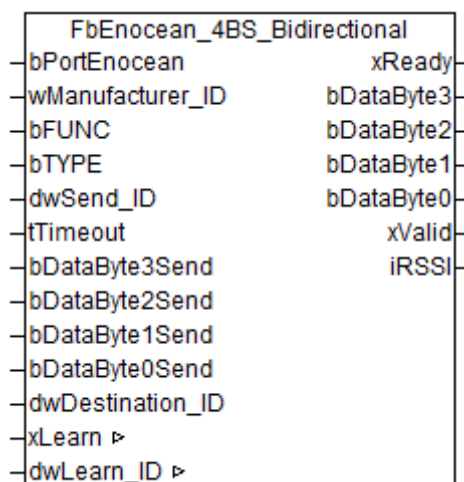 FbEnocean_4BS_Bidirectional
bPortEnocean xReady
wManufacturer_ID bDataByte3
bFUNC bDataByte2
bTYPE bDataByte1
dwSend_ID bDataByte0
tTimeout xValid
bDataByte3Send iRSSI
bDataByte2Send
bDataByte1Send
bDataByte0Send
dwDestination_ID
xLearn ▹
dwLearn_ID ▹